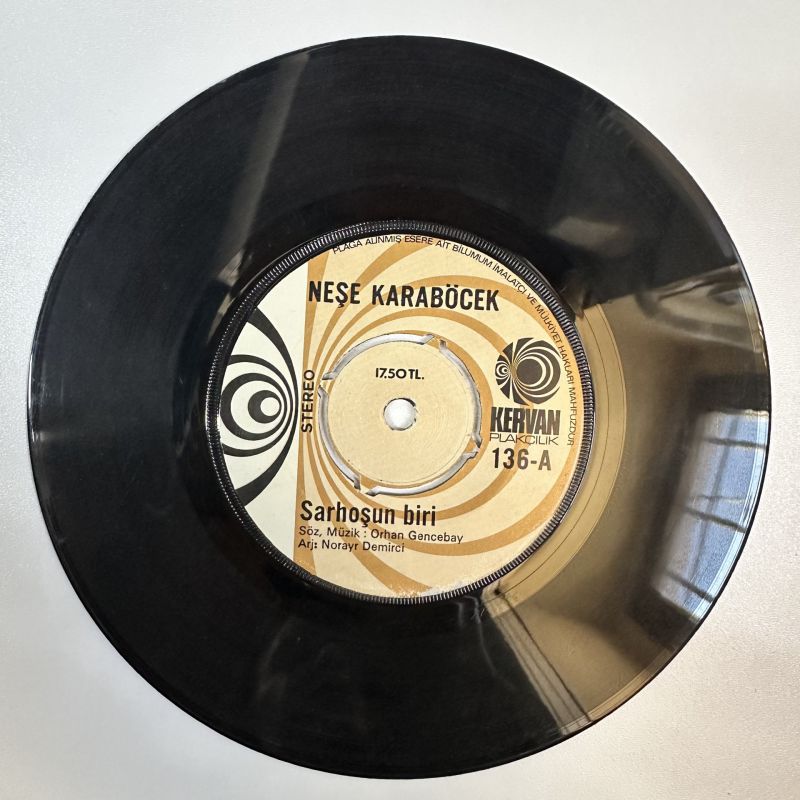 PLAĞA ALINMIŞ ESERE AİT BİLUMUM İMALATÇI VE MÜLKİYET HAKLARI MAHFUZDUR
NEŞE KARABÖCEK
17.50 TL.
STEREO
KERVAN
PLAKÇILIK
136-A
Sarhoşun biri
Söz, Müzik : Orhan Gencebay
Arj: Norayr Demirci